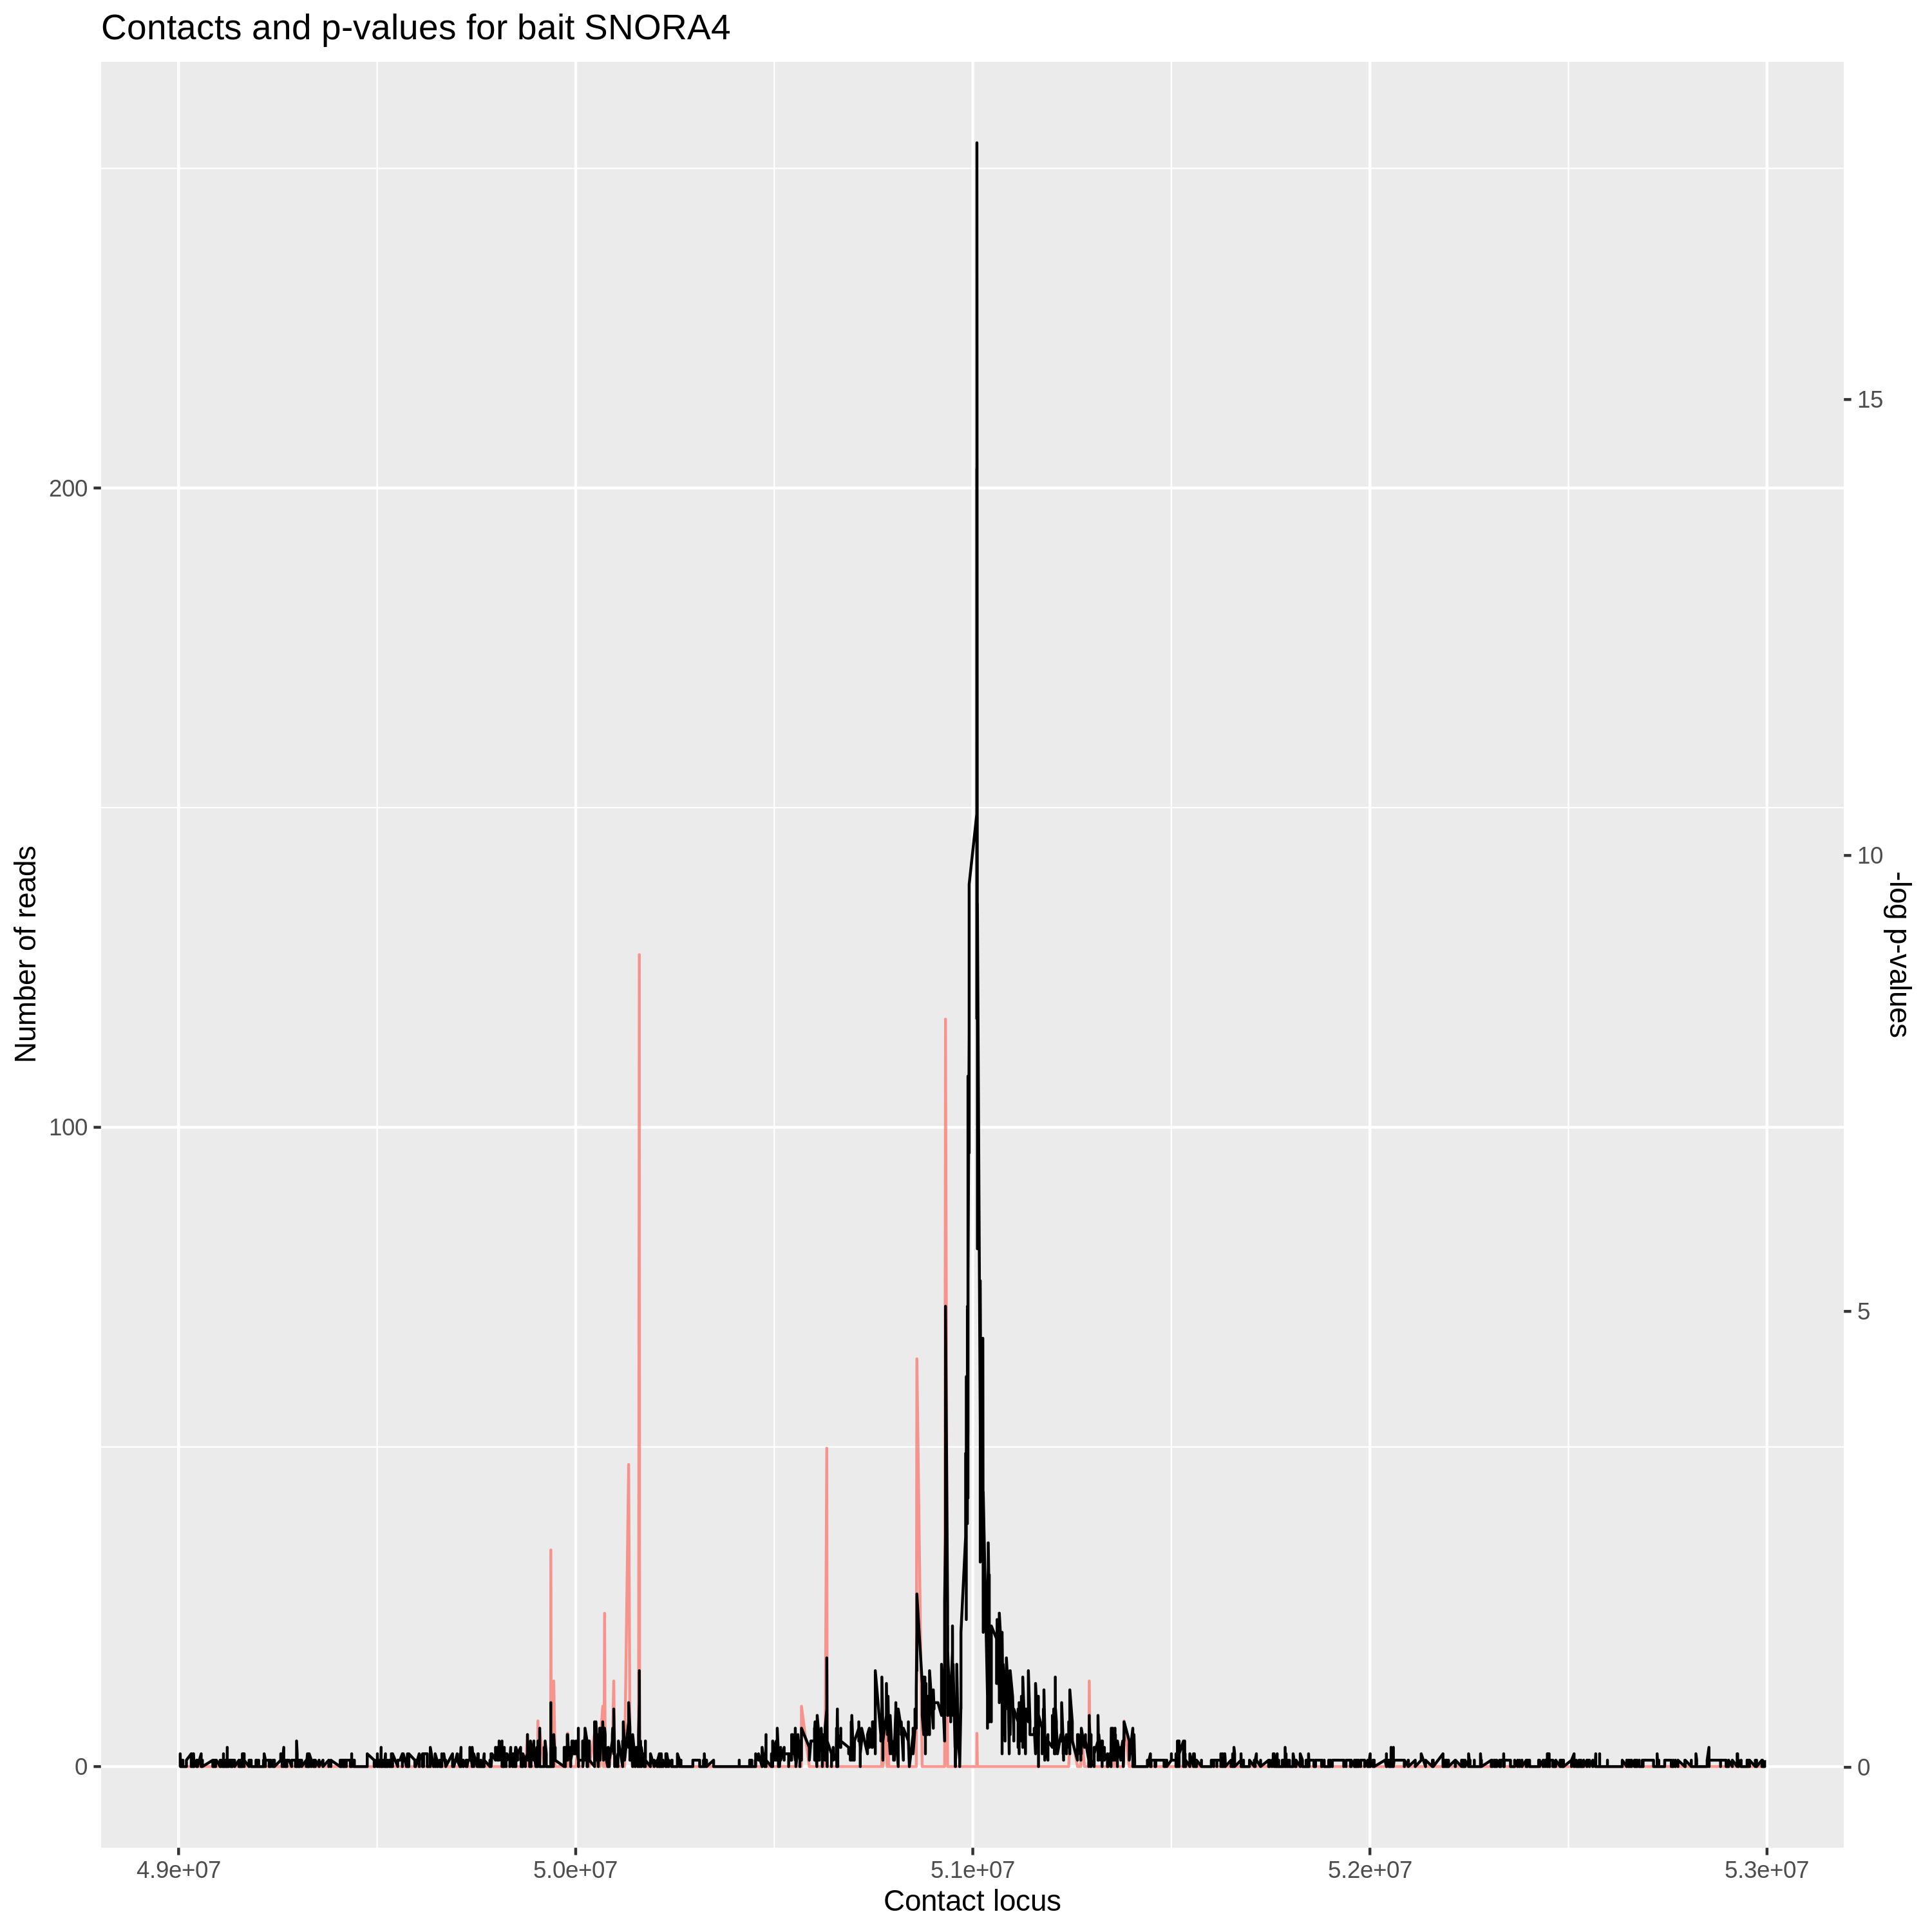 Contacts and p-values for bait SNORA4
Number of reads
200
100
0
15
10
5
0
-log p-values
4.9e+07
5.0e+07
5.1e+07
5.2e+07
5.3e+07
Contact locus